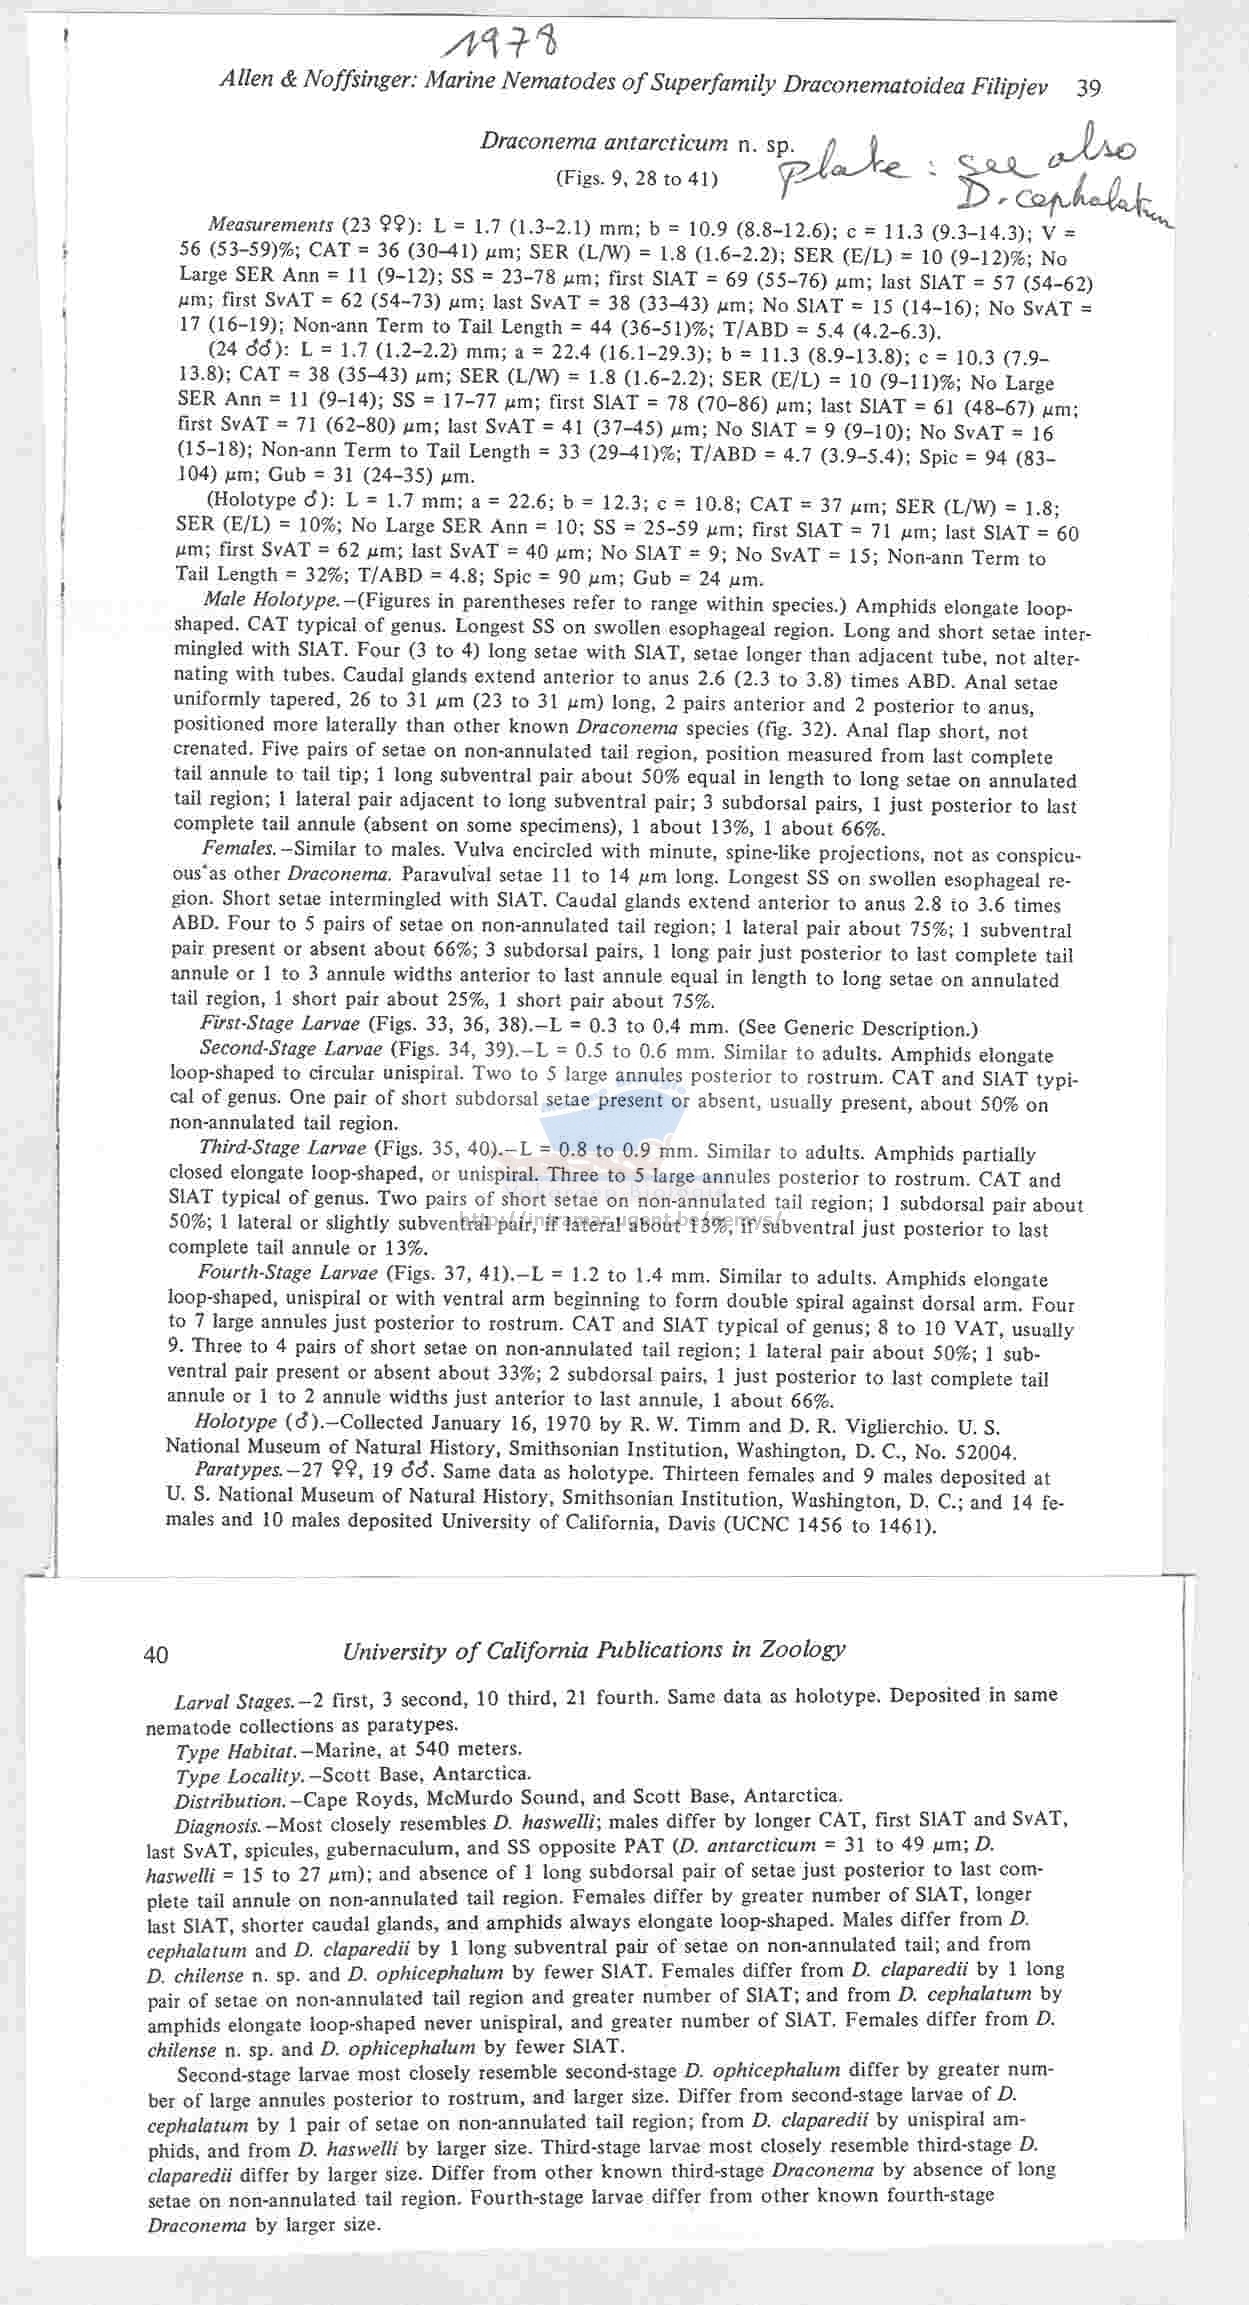 1978
Allen & Noffsinger: Marine Nematodes of Superfamily Draconematoidea Filipjev 39
Draconema antarcticum n. sp.
plate : see also
D. cephalatum
(Figs. 9, 28 to 41)
Measurements (23 ♀♀): L = 1.7 (1.3–2.1) mm; b = 10.9 (8.8–12.6); c = 11.3 (9.3–14.3); V =
56 (53–59)%; CAT = 36 (30–41) μm; SER (L/W) = 1.8 (1.6–2.2); SER (E/L) = 10 (9–12)%; No
Large SER Ann = 11 (9–12); SS = 23–78 μm; first SlAT = 69 (55–76) μm; last SlAT = 57 (54–62)
μm; first SvAT = 62 (54–73) μm; last SvAT = 38 (33–43) μm; No SlAT = 15 (14–16); No SvAT =
17 (16–19); Non-ann Term to Tail Length = 44 (36–51)%; T/ABD = 5.4 (4.2–6.3).
(24 ♂♂): L = 1.7 (1.2–2.2) mm; a = 22.4 (16.1–29.3); b = 11.3 (8.9–13.8); c = 10.3 (7.9–
13.8); CAT = 38 (35–43) μm; SER (L/W) = 1.8 (1.6–2.2); SER (E/L) = 10 (9–11)%; No Large
SER Ann = 11 (9–14); SS = 17–77 μm; first SlAT = 78 (70–86) μm; last SlAT = 61 (48–67) μm;
first SvAT = 71 (62–80) μm; last SvAT = 41 (37–45) μm; No SlAT = 9 (9–10); No SvAT = 16
(15–18); Non-ann Term to Tail Length = 33 (29–41)%; T/ABD = 4.7 (3.9–5.4); Spic = 94 (83–
104) μm; Gub = 31 (24–35) μm.
(Holotype ♂): L = 1.7 mm; a = 22.6; b = 12.3; c = 10.8; CAT = 37 μm; SER (L/W) = 1.8;
SER (E/L) = 10%; No Large SER Ann = 10; SS = 25–59 μm; first SlAT = 71 μm; last SlAT = 60
μm; first SvAT = 62 μm; last SvAT = 40 μm; No SlAT = 9; No SvAT = 15; Non-ann Term to
Tail Length = 32%; T/ABD = 4.8; Spic = 90 μm; Gub = 24 μm.
Male Holotype.–(Figures in parentheses refer to range within species.) Amphids elongate loop-
shaped. CAT typical of genus. Longest SS on swollen esophageal region. Long and short setae inter-
mingled with SlAT. Four (3 to 4) long setae with SlAT, setae longer than adjacent tube, not alter-
nating with tubes. Caudal glands extend anterior to anus 2.6 (2.3 to 3.8) times ABD. Anal setae
uniformly tapered, 26 to 31 μm (23 to 31 μm) long, 2 pairs anterior and 2 posterior to anus,
positioned more laterally than other known Draconema species (fig. 32). Anal flap short, not
crenated. Five pairs of setae on non-annulated tail region, position measured from last complete
tail annule to tail tip; 1 long subventral pair about 50% equal in length to long setae on annulated
tail region; 1 lateral pair adjacent to long subventral pair; 3 subdorsal pairs, 1 just posterior to last
complete tail annule (absent on some specimens), 1 about 13%, 1 about 66%.
Females.–Similar to males. Vulva encircled with minute, spine-like projections, not as conspicu-
ous as other Draconema. Paravulval setae 11 to 14 μm long. Longest SS on swollen esophageal re-
gion. Short setae intermingled with SlAT. Caudal glands extend anterior to anus 2.8 to 3.6 times
ABD. Four to 5 pairs of setae on non-annulated tail region; 1 lateral pair about 75%; 1 subventral
pair present or absent about 66%; 3 subdorsal pairs, 1 long pair just posterior to last complete tail
annule or 1 to 3 annule widths anterior to last annule equal in length to long setae on annulated
tail region, 1 short pair about 25%, 1 short pair about 75%.
First-Stage Larvae (Figs. 33, 36, 38).–L = 0.3 to 0.4 mm. (See Generic Description.)
Second-Stage Larvae (Figs. 34, 39).–L = 0.5 to 0.6 mm. Similar to adults. Amphids elongate
loop-shaped to circular unispiral. Two to 5 large annules posterior to rostrum. CAT and SlAT typi-
cal of genus. One pair of short subdorsal setae present or absent, usually present, about 50% on
non-annulated tail region.
Third-Stage Larvae (Figs. 35, 40).–L = 0.8 to 0.9 mm. Similar to adults. Amphids partially
closed elongate loop-shaped, or unispiral. Three to 5 large annules posterior to rostrum. CAT and
SlAT typical of genus. Two pairs of short setae on non-annulated tail region; 1 subdorsal pair about
50%; 1 lateral or slightly subventral pair, if lateral about 13%, if subventral just posterior to last
complete tail annule or 13%.
Fourth-Stage Larvae (Figs. 37, 41).–L = 1.2 to 1.4 mm. Similar to adults. Amphids elongate
loop-shaped, unispiral or with ventral arm beginning to form double spiral against dorsal arm. Four
to 7 large annules just posterior to rostrum. CAT and SlAT typical of genus; 8 to 10 VAT, usually
9. Three to 4 pairs of short setae on non-annulated tail region; 1 lateral pair about 50%; 1 sub-
ventral pair present or absent about 33%; 2 subdorsal pairs, 1 just posterior to last complete tail
annule or 1 to 2 annule widths just anterior to last annule, 1 about 66%.
Holotype (♂).–Collected January 16, 1970 by R. W. Timm and D. R. Viglierchio. U. S.
National Museum of Natural History, Smithsonian Institution, Washington, D. C., No. 52004.
Paratypes.–27 ♀♀, 19 ♂♂. Same data as holotype. Thirteen females and 9 males deposited at
U. S. National Museum of Natural History, Smithsonian Institution, Washington, D. C.; and 14 fe-
males and 10 males deposited University of California, Davis (UCNC 1456 to 1461).
40 University of California Publications in Zoology
Larval Stages.–2 first, 3 second, 10 third, 21 fourth. Same data as holotype. Deposited in same
nematode collections as paratypes.
Type Habitat.–Marine, at 540 meters.
Type Locality.–Scott Base, Antarctica.
Distribution.–Cape Royds, McMurdo Sound, and Scott Base, Antarctica.
Diagnosis.–Most closely resembles D. haswelli; males differ by longer CAT, first SlAT and SvAT,
last SvAT, spicules, gubernaculum, and SS opposite PAT (D. antarcticum = 31 to 49 μm; D.
haswelli = 15 to 27 μm); and absence of 1 long subdorsal pair of setae just posterior to last com-
plete tail annule on non-annulated tail region. Females differ by greater number of SlAT, longer
last SlAT, shorter caudal glands, and amphids always elongate loop-shaped. Males differ from D.
cephalatum and D. claparedii by 1 long subventral pair of setae on non-annulated tail; and from
D. chilense n. sp. and D. ophicephalum by fewer SlAT. Females differ from D. claparedii by 1 long
pair of setae on non-annulated tail region and greater number of SlAT; and from D. cephalatum by
amphids elongate loop-shaped never unispiral, and greater number of SlAT. Females differ from D.
chilense n. sp. and D. ophicephalum by fewer SlAT.
Second-stage larvae most closely resemble second-stage D. ophicephalum differ by greater num-
ber of large annules posterior to rostrum, and larger size. Differ from second-stage larvae of D.
cephalatum by 1 pair of setae on non-annulated tail region; from D. claparedii by unispiral am-
phids, and from D. haswelli by larger size. Third-stage larvae most closely resemble third-stage D.
claparedii differ by larger size. Differ from other known third-stage Draconema by absence of long
setae on non-annulated tail region. Fourth-stage larvae differ from other known fourth-stage
Draconema by larger size.